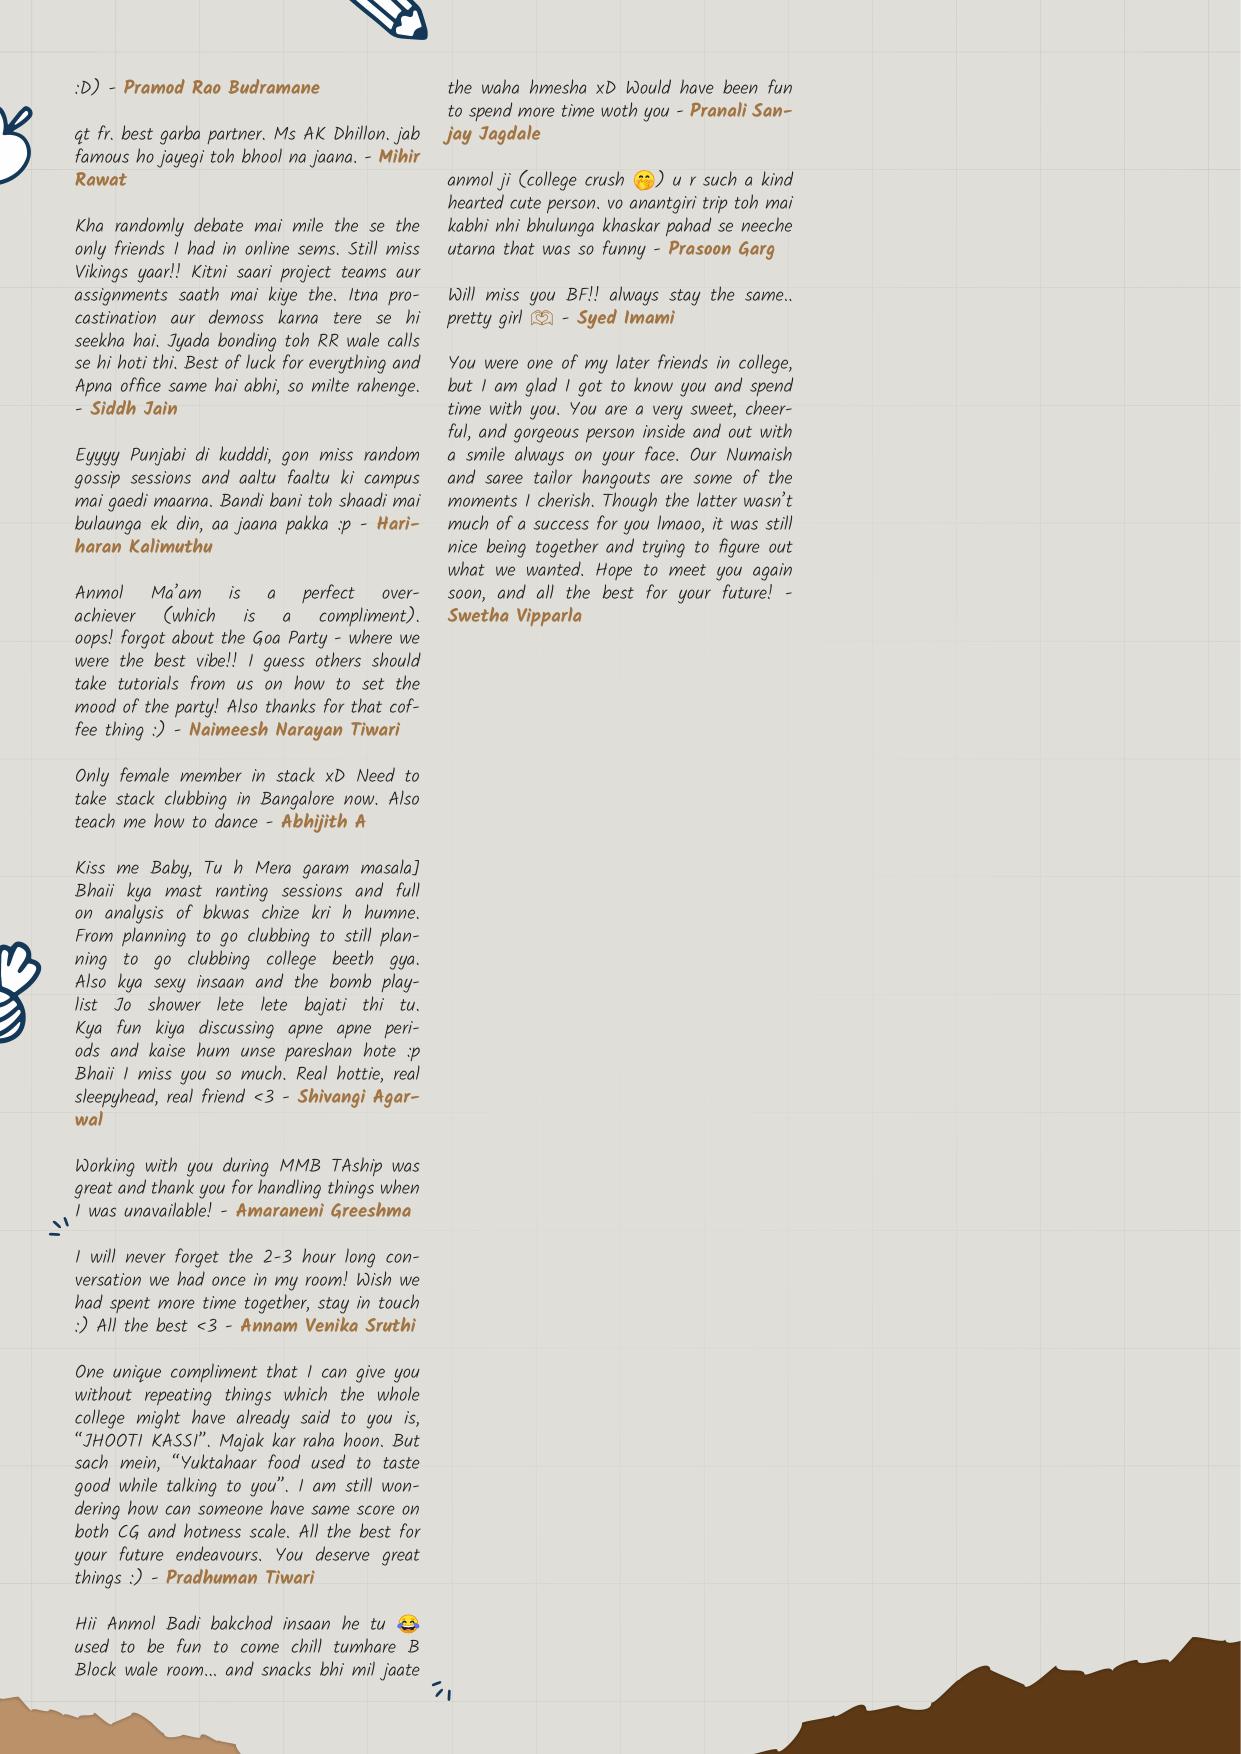 :D) - Pramod Rao Budramane
qt fr. best garba partner. Ms AK Dhillon. jab
famous ho jayegi toh bhool na jaana. - Mihir
Rawat
Kha randomly debate mai mile the se the
only friends I had in online sems. Still miss
Vikings yaar!! Kitni saari project teams aur
assignments saath mai kiye the. Itna pro-
castination aur demoss karna tere se hi
seekha hai. Jyada bonding toh RR wale calls
se hi hoti thi. Best of luck for everything and
Apna office same hai abhi, so milte rahenge.
- Siddh Jain
Eyyyy Punjabi di kudddi, gon miss random
gossip sessions and aaltu faaltu ki campus
mai gaedi maarna. Bandi bani toh shaadi mai
bulaunga ek din, aa jaana pakka :p - Hari-
haran Kalimuthu
Anmol Ma'am is a perfect over-
achiever (which is a compliment).
oops! forgot about the Goa Party - where we
were the best vibe!! I guess others should
take tutorials from us on how to set the
mood of the party! Also thanks for that cof-
fee thing :) - Naimeesh Narayan Tiwari
Only female member in stack xD Need to
take stack clubbing in Bangalore now. Also
teach me how to dance - Abhijith A
Kiss me Baby, Tu h Mera garam masala]
Bhaii kya mast ranting sessions and full
on analysis of bkwas chize kri h humne.
From planning to go clubbing to still plan-
ning to go clubbing college beeth gya.
Also kya sexy insaan and the bomb play-
list Jo shower lete lete bajati thi tu.
Kya fun kiya discussing apne apne peri-
ods and kaise hum unse pareshan hote :p
Bhaii I miss you so much. Real hottie, real
sleepyhead, real friend <3 - Shivangi Agar-
wal
Working with you during MMB TAship was
great and thank you for handling things when
I was unavailable! - Amaraneni Greeshma
I will never forget the 2-3 hour long con-
versation we had once in my room! Wish we
had spent more time together, stay in touch
:) All the best <3 - Annam Venika Sruthi
One unique compliment that I can give you
without repeating things which the whole
college might have already said to you is,
“JHOOTI KASSI”. Majak kar raha hoon. But
sach mein, “Yuktahaar food used to taste
good while talking to you”. I am still won-
dering how can someone have same score on
both CG and hotness scale. All the best for
your future endeavours. You deserve great
things :) - Pradhuman Tiwari
Hii Anmol Badi bakchod insaan he tu 😂
used to be fun to come chill tumhare B
Block wale room... and snacks bhi mil jaate
the waha hmesha xD Would have been fun
to spend more time woth you - Pranali San-
jay Jagdale
anmol ji (college crush 🤭) u r such a kind
hearted cute person. vo anantgiri trip toh mai
kabhi nhi bhulunga khaskar pahad se neeche
utarna that was so funny - Prasoon Garg
Will miss you BF!! always stay the same..
pretty girl 🫶 - Syed Imami
You were one of my later friends in college,
but I am glad I got to know you and spend
time with you. You are a very sweet, cheer-
ful, and gorgeous person inside and out with
a smile always on your face. Our Numaish
and saree tailor hangouts are some of the
moments I cherish. Though the latter wasn't
much of a success for you lmaoo, it was still
nice being together and trying to figure out
what we wanted. Hope to meet you again
soon, and all the best for your future! -
Swetha Vipparla